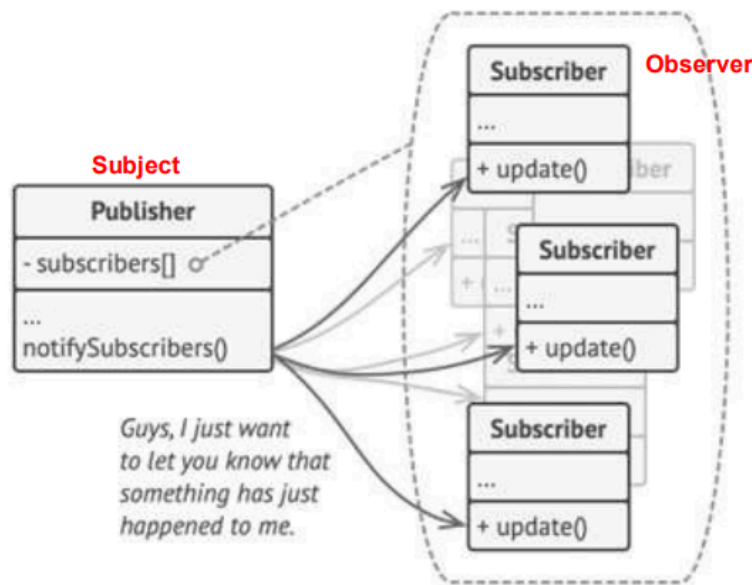 Subject
Publisher
- subscribers[]
...
notifySubscribers()
Guys, I just want
to let you know that
something has just
happened to me.
Observer
Subscriber
...
+ update()
Subscriber
...
+ update()
Subscriber
...
+ update()
...
+
...
+